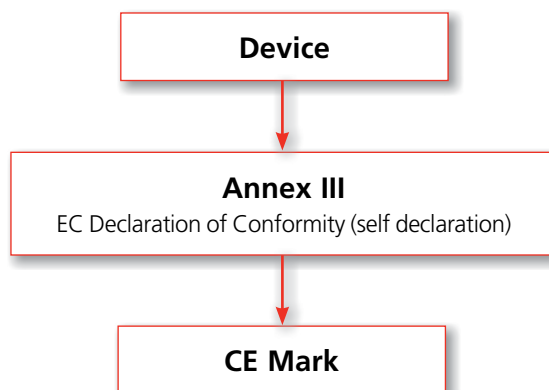 Device
Annex III
EC Declaration of Conformity (self declaration)
CE Mark